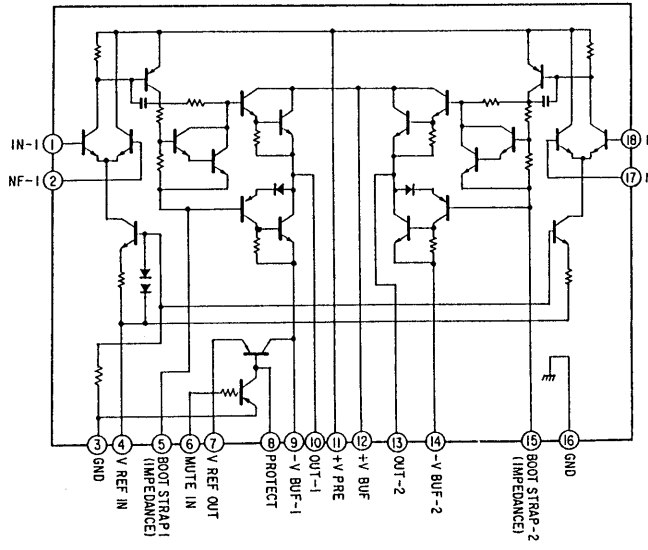 IN-1 1
NF-1 2
18
17
3 GND
4 V REF IN
5 BOOT STRAP1
(IMPEDANCE)
6 MUTE IN
7 V REF OUT
8 PROTECT
9 -V BUF-1
10 OUT-1
11 +V PRE
12 +V BUF
13 OUT-2
14 -V BUF-2
15 BOOT STRAP-2
(IMPEDANCE)
16 GND